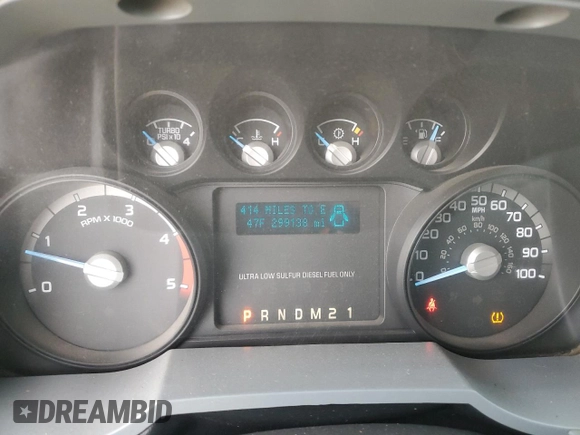 TURBO
PSI X 10
0 4
C H
C H
E F
0 1 2 3 4 5
RPM X 1000
414 MILES TO E
47F 299138 mi
ULTRA LOW SULFUR DIESEL FUEL ONLY
P R N D M 2 1
0 10 20 30 40 50 60 70 80 90 100
MPH
km/h
DREAMBID